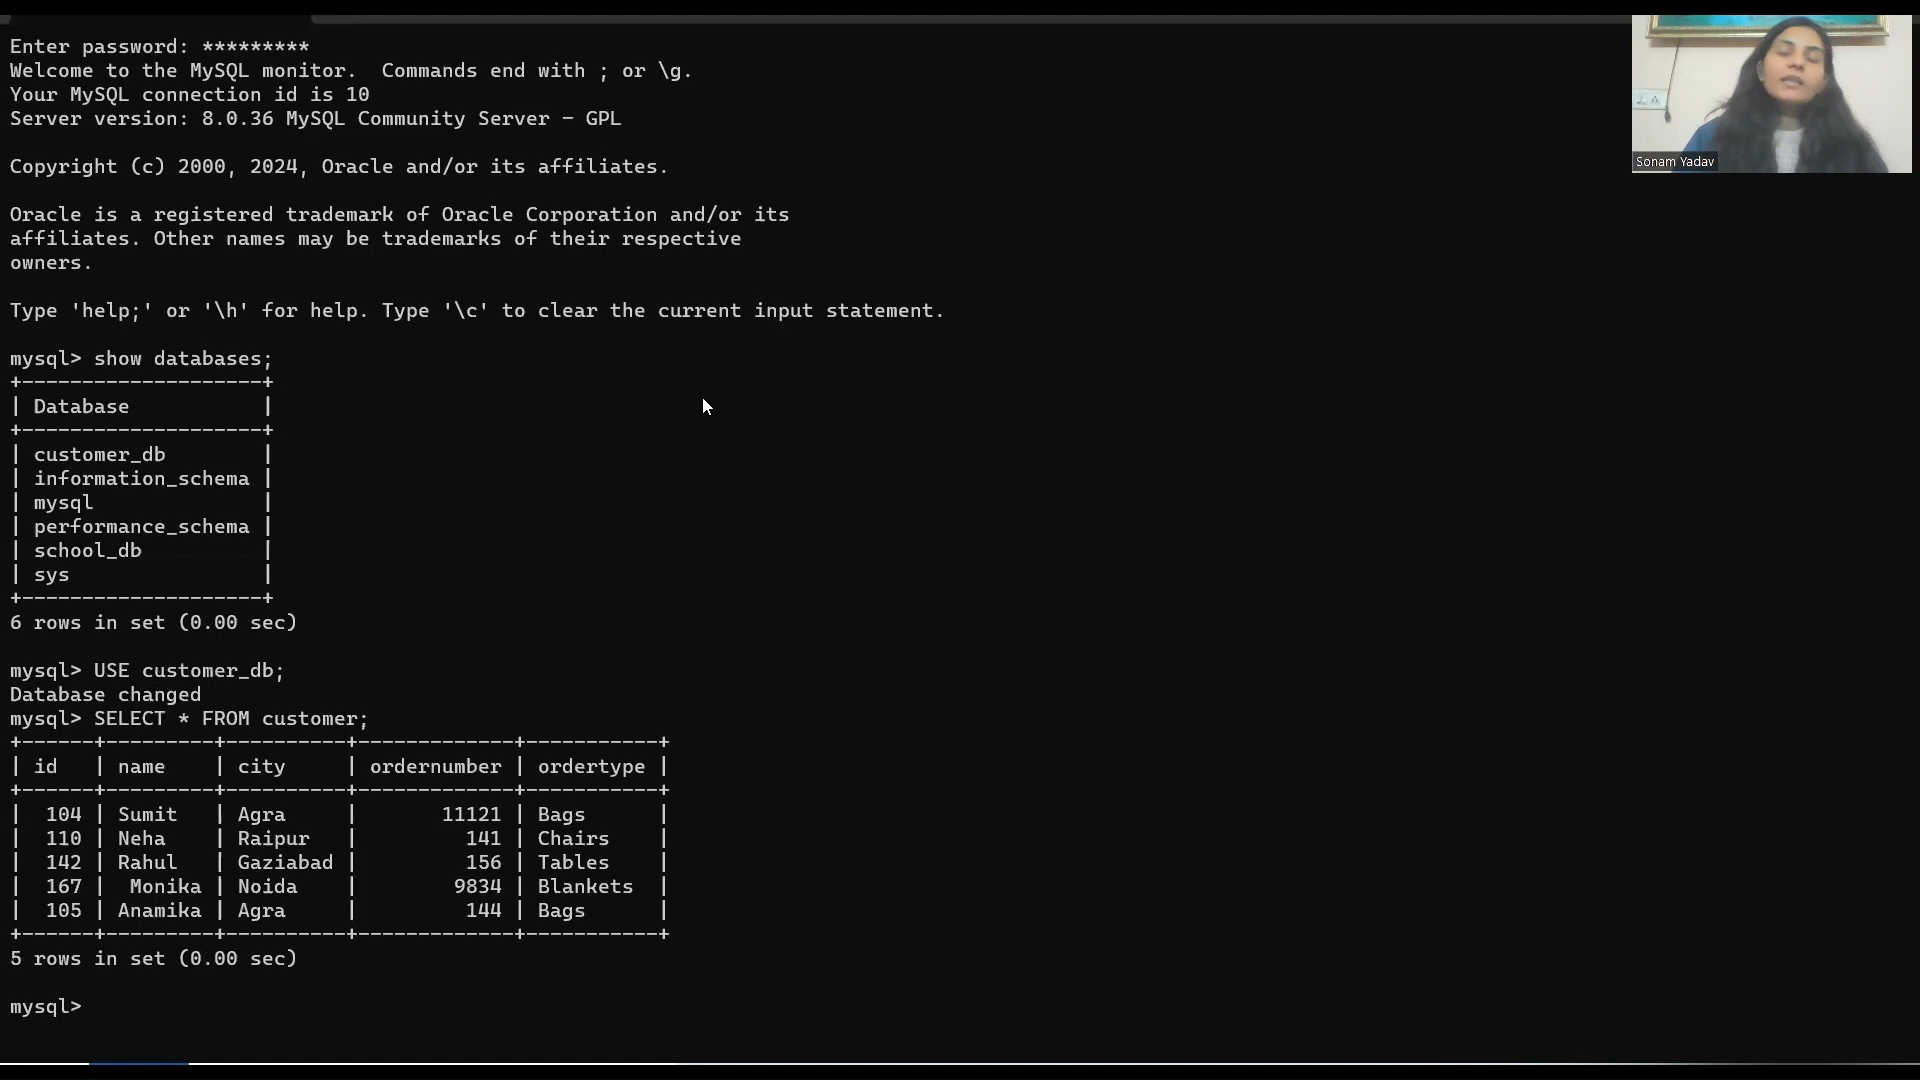 Enter password: *********
Welcome to the MySQL monitor.  Commands end with ; or \g.
Your MySQL connection id is 10
Server version: 8.0.36 MySQL Community Server - GPL
Copyright (c) 2000, 2024, Oracle and/or its affiliates.
Oracle is a registered trademark of Oracle Corporation and/or its
affiliates. Other names may be trademarks of their respective
owners.
Type 'help;' or '\h' for help. Type '\c' to clear the current input statement.
mysql> show databases;
+--------------------+
| Database           |
+--------------------+
| customer_db        |
| information_schema |
| mysql              |
| performance_schema |
| school_db          |
| sys                |
+--------------------+
6 rows in set (0.00 sec)
mysql> USE customer_db;
Database changed
mysql> SELECT * FROM customer;
+------+---------+----------+-------------+-----------+
| id   | name    | city     | ordernumber | ordertype |
+------+---------+----------+-------------+-----------+
|  104 | Sumit   | Agra     |       11121 | Bags      |
|  110 | Neha    | Raipur   |         141 | Chairs    |
|  142 | Rahul   | Gaziabad |         156 | Tables    |
|  167 |  Monika | Noida    |        9834 | Blankets  |
|  105 | Anamika | Agra     |         144 | Bags      |
+------+---------+----------+-------------+-----------+
5 rows in set (0.00 sec)
mysql>
Sonam Yadav